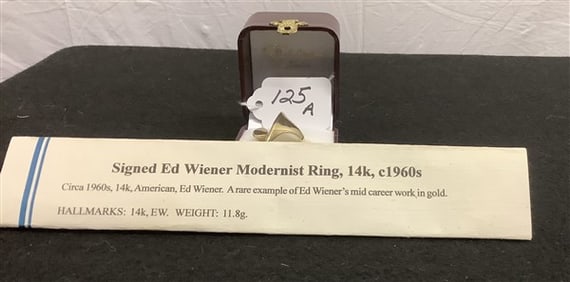 125
A
Signed Ed Wiener Modernist Ring, 14k, c1960s
Circa 1960s, 14k, American, Ed Wiener. A rare example of Ed Wiener's mid career work in gold.
HALLMARKS: 14k, EW. WEIGHT: 11.8g.